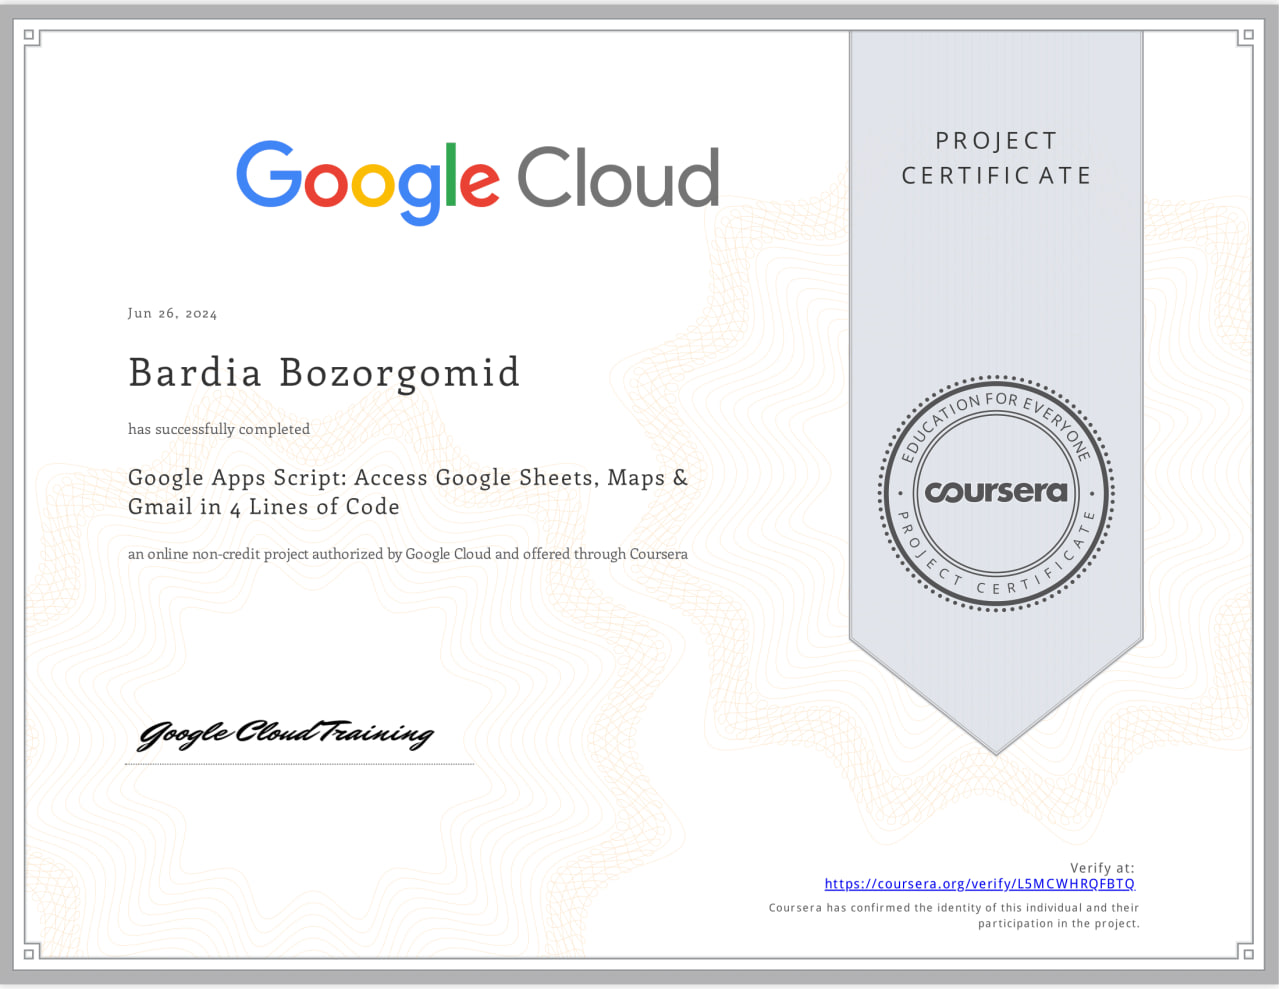 Google Cloud
PROJECT
CERTIFICATE
Jun 26, 2024
Bardia Bozorgomid
has successfully completed
Google Apps Script: Access Google Sheets, Maps &
Gmail in 4 Lines of Code
an online non-credit project authorized by Google Cloud and offered through Coursera
EDUCATION FOR EVERYONE
coursera
PROJECT CERTIFICATE
Google Cloud Training
Verify at:
https://coursera.org/verify/L5MCWHRQFBTQ
Coursera has confirmed the identity of this individual and their
participation in the project.